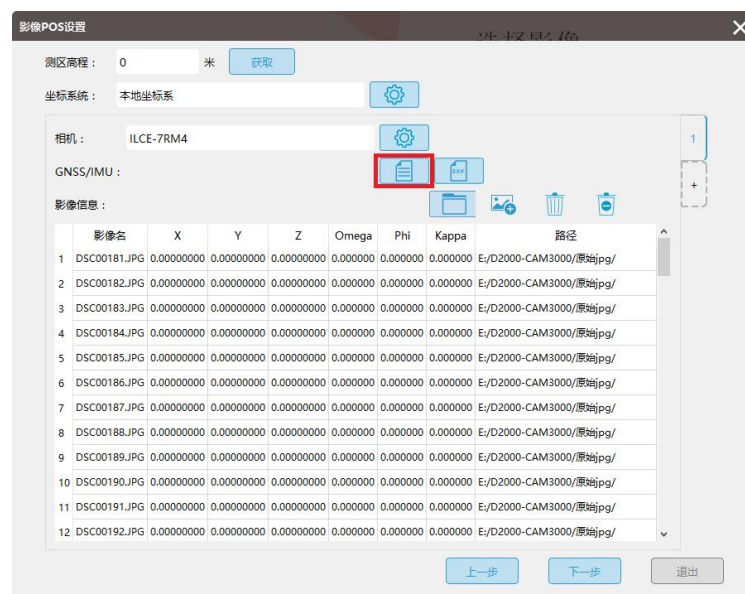 影像POS设置
测区高程： 0 米 获取
坐标系统： 本地坐标系
相机： ILCE-7RM4 1
GNSS/IMU： EXIF
影像信息： +
影像名 X Y Z Omega Phi Kappa 路径
1 DSC00181.JPG 0.00000000 0.00000000 0.00000000 0.000000 0.000000 0.000000 E:/D2000-CAM3000/原始jpg/
2 DSC00182.JPG 0.00000000 0.00000000 0.00000000 0.000000 0.000000 0.000000 E:/D2000-CAM3000/原始jpg/
3 DSC00183.JPG 0.00000000 0.00000000 0.00000000 0.000000 0.000000 0.000000 E:/D2000-CAM3000/原始jpg/
4 DSC00184.JPG 0.00000000 0.00000000 0.00000000 0.000000 0.000000 0.000000 E:/D2000-CAM3000/原始jpg/
5 DSC00185.JPG 0.00000000 0.00000000 0.00000000 0.000000 0.000000 0.000000 E:/D2000-CAM3000/原始jpg/
6 DSC00186.JPG 0.00000000 0.00000000 0.00000000 0.000000 0.000000 0.000000 E:/D2000-CAM3000/原始jpg/
7 DSC00187.JPG 0.00000000 0.00000000 0.00000000 0.000000 0.000000 0.000000 E:/D2000-CAM3000/原始jpg/
8 DSC00188.JPG 0.00000000 0.00000000 0.00000000 0.000000 0.000000 0.000000 E:/D2000-CAM3000/原始jpg/
9 DSC00189.JPG 0.00000000 0.00000000 0.00000000 0.000000 0.000000 0.000000 E:/D2000-CAM3000/原始jpg/
10 DSC00190.JPG 0.00000000 0.00000000 0.00000000 0.000000 0.000000 0.000000 E:/D2000-CAM3000/原始jpg/
11 DSC00191.JPG 0.00000000 0.00000000 0.00000000 0.000000 0.000000 0.000000 E:/D2000-CAM3000/原始jpg/
12 DSC00192.JPG 0.00000000 0.00000000 0.00000000 0.000000 0.000000 0.000000 E:/D2000-CAM3000/原始jpg/
上一步 下一步 退出